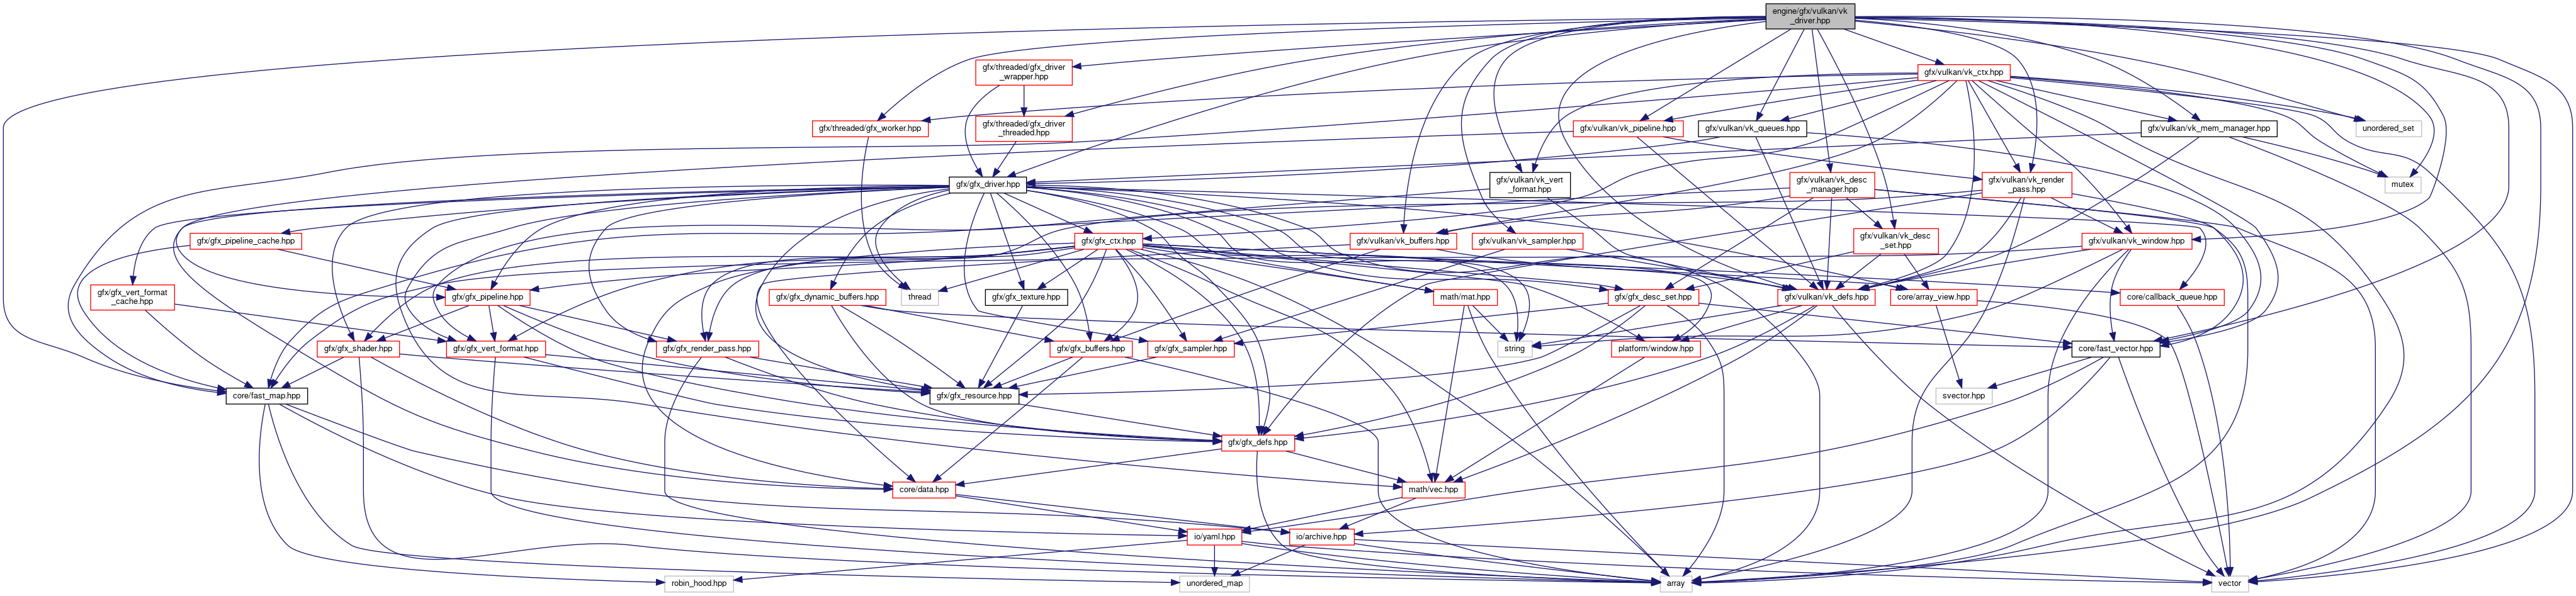 engine/gfx/vulkan/vk
_driver.hpp
gfx/threaded/gfx_driver
_wrapper.hpp
gfx/vulkan/vk_ctx.hpp
gfx/threaded/gfx_worker.hpp
gfx/threaded/gfx_driver
_threaded.hpp
gfx/vulkan/vk_pipeline.hpp
gfx/vulkan/vk_queues.hpp
gfx/vulkan/vk_mem_manager.hpp
unordered_set
gfx/gfx_driver.hpp
gfx/vulkan/vk_vert
_format.hpp
gfx/vulkan/vk_desc
_manager.hpp
gfx/vulkan/vk_render
_pass.hpp
mutex
gfx/gfx_pipeline_cache.hpp
gfx/gfx_ctx.hpp
gfx/vulkan/vk_buffers.hpp
gfx/vulkan/vk_sampler.hpp
gfx/vulkan/vk_desc
_set.hpp
gfx/vulkan/vk_window.hpp
gfx/gfx_vert_format
_cache.hpp
gfx/gfx_pipeline.hpp
gfx/gfx_dynamic_buffers.hpp
thread
gfx/gfx_texture.hpp
math/mat.hpp
gfx/gfx_desc_set.hpp
gfx/vulkan/vk_defs.hpp
core/array_view.hpp
core/callback_queue.hpp
gfx/gfx_shader.hpp
gfx/gfx_vert_format.hpp
gfx/gfx_render_pass.hpp
gfx/gfx_buffers.hpp
gfx/gfx_sampler.hpp
string
platform/window.hpp
core/fast_vector.hpp
core/fast_map.hpp
gfx/gfx_resource.hpp
svector.hpp
gfx/gfx_defs.hpp
core/data.hpp
math/vec.hpp
io/yaml.hpp
io/archive.hpp
robin_hood.hpp
unordered_map
array
vector